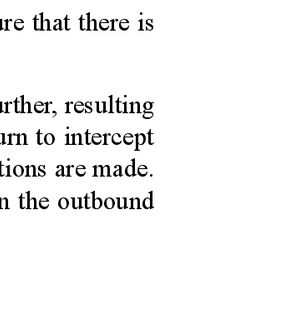 ure that there is
urther, resulting
urn to intercept
tions are made.
n the outbound